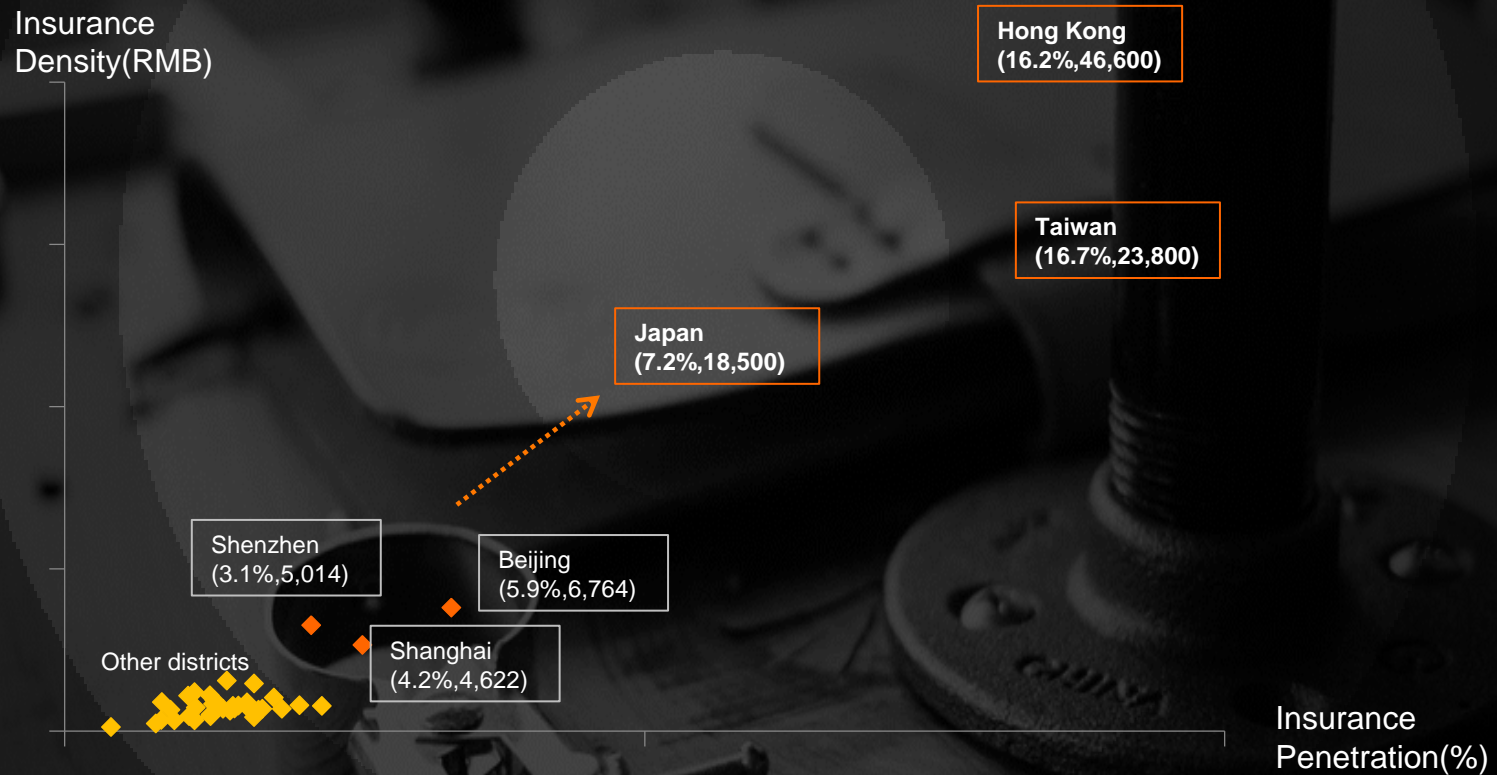 Insurance
Density(RMB)
Hong Kong
(16.2%,46,600)
Taiwan
(16.7%,23,800)
Japan
(7.2%,18,500)
Shenzhen
(3.1%,5,014)
Beijing
(5.9%,6,764)
Shanghai
(4.2%,4,622)
Other districts
Insurance
Penetration(%)